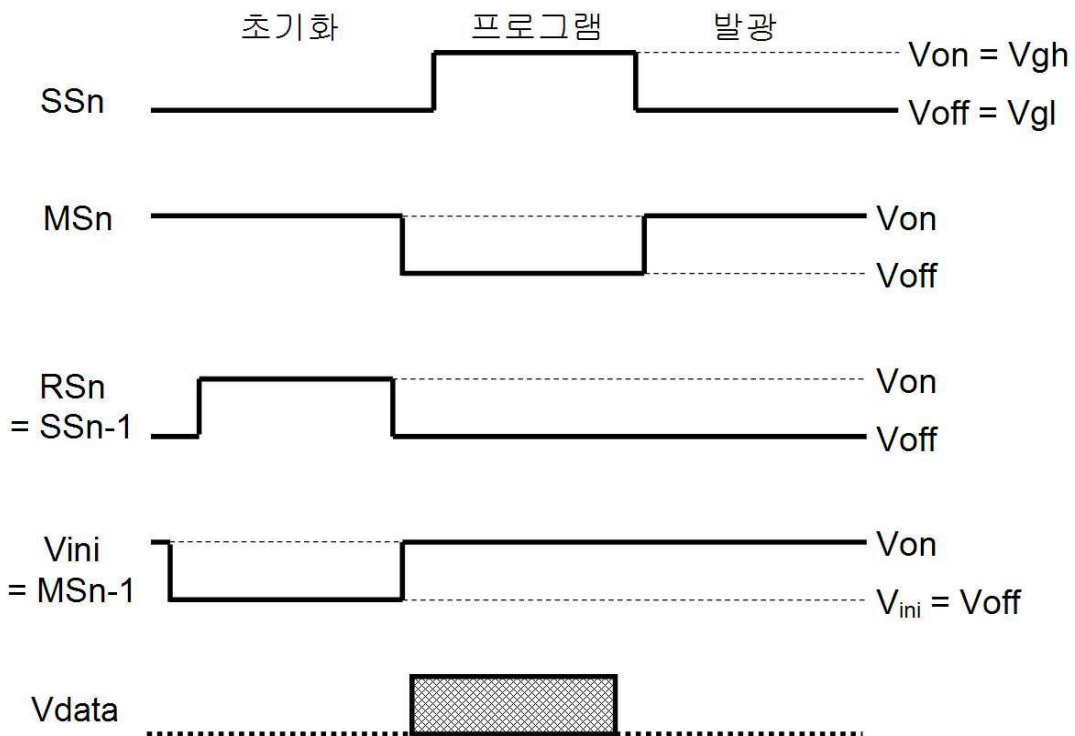 초기화 프로그램 발광
SSn
Von = Vgh
Voff = Vgl
MSn
Von
Voff
RSn
= SSn-1
Von
Voff
Vini
= MSn-1
Von
Vini = Voff
Vdata